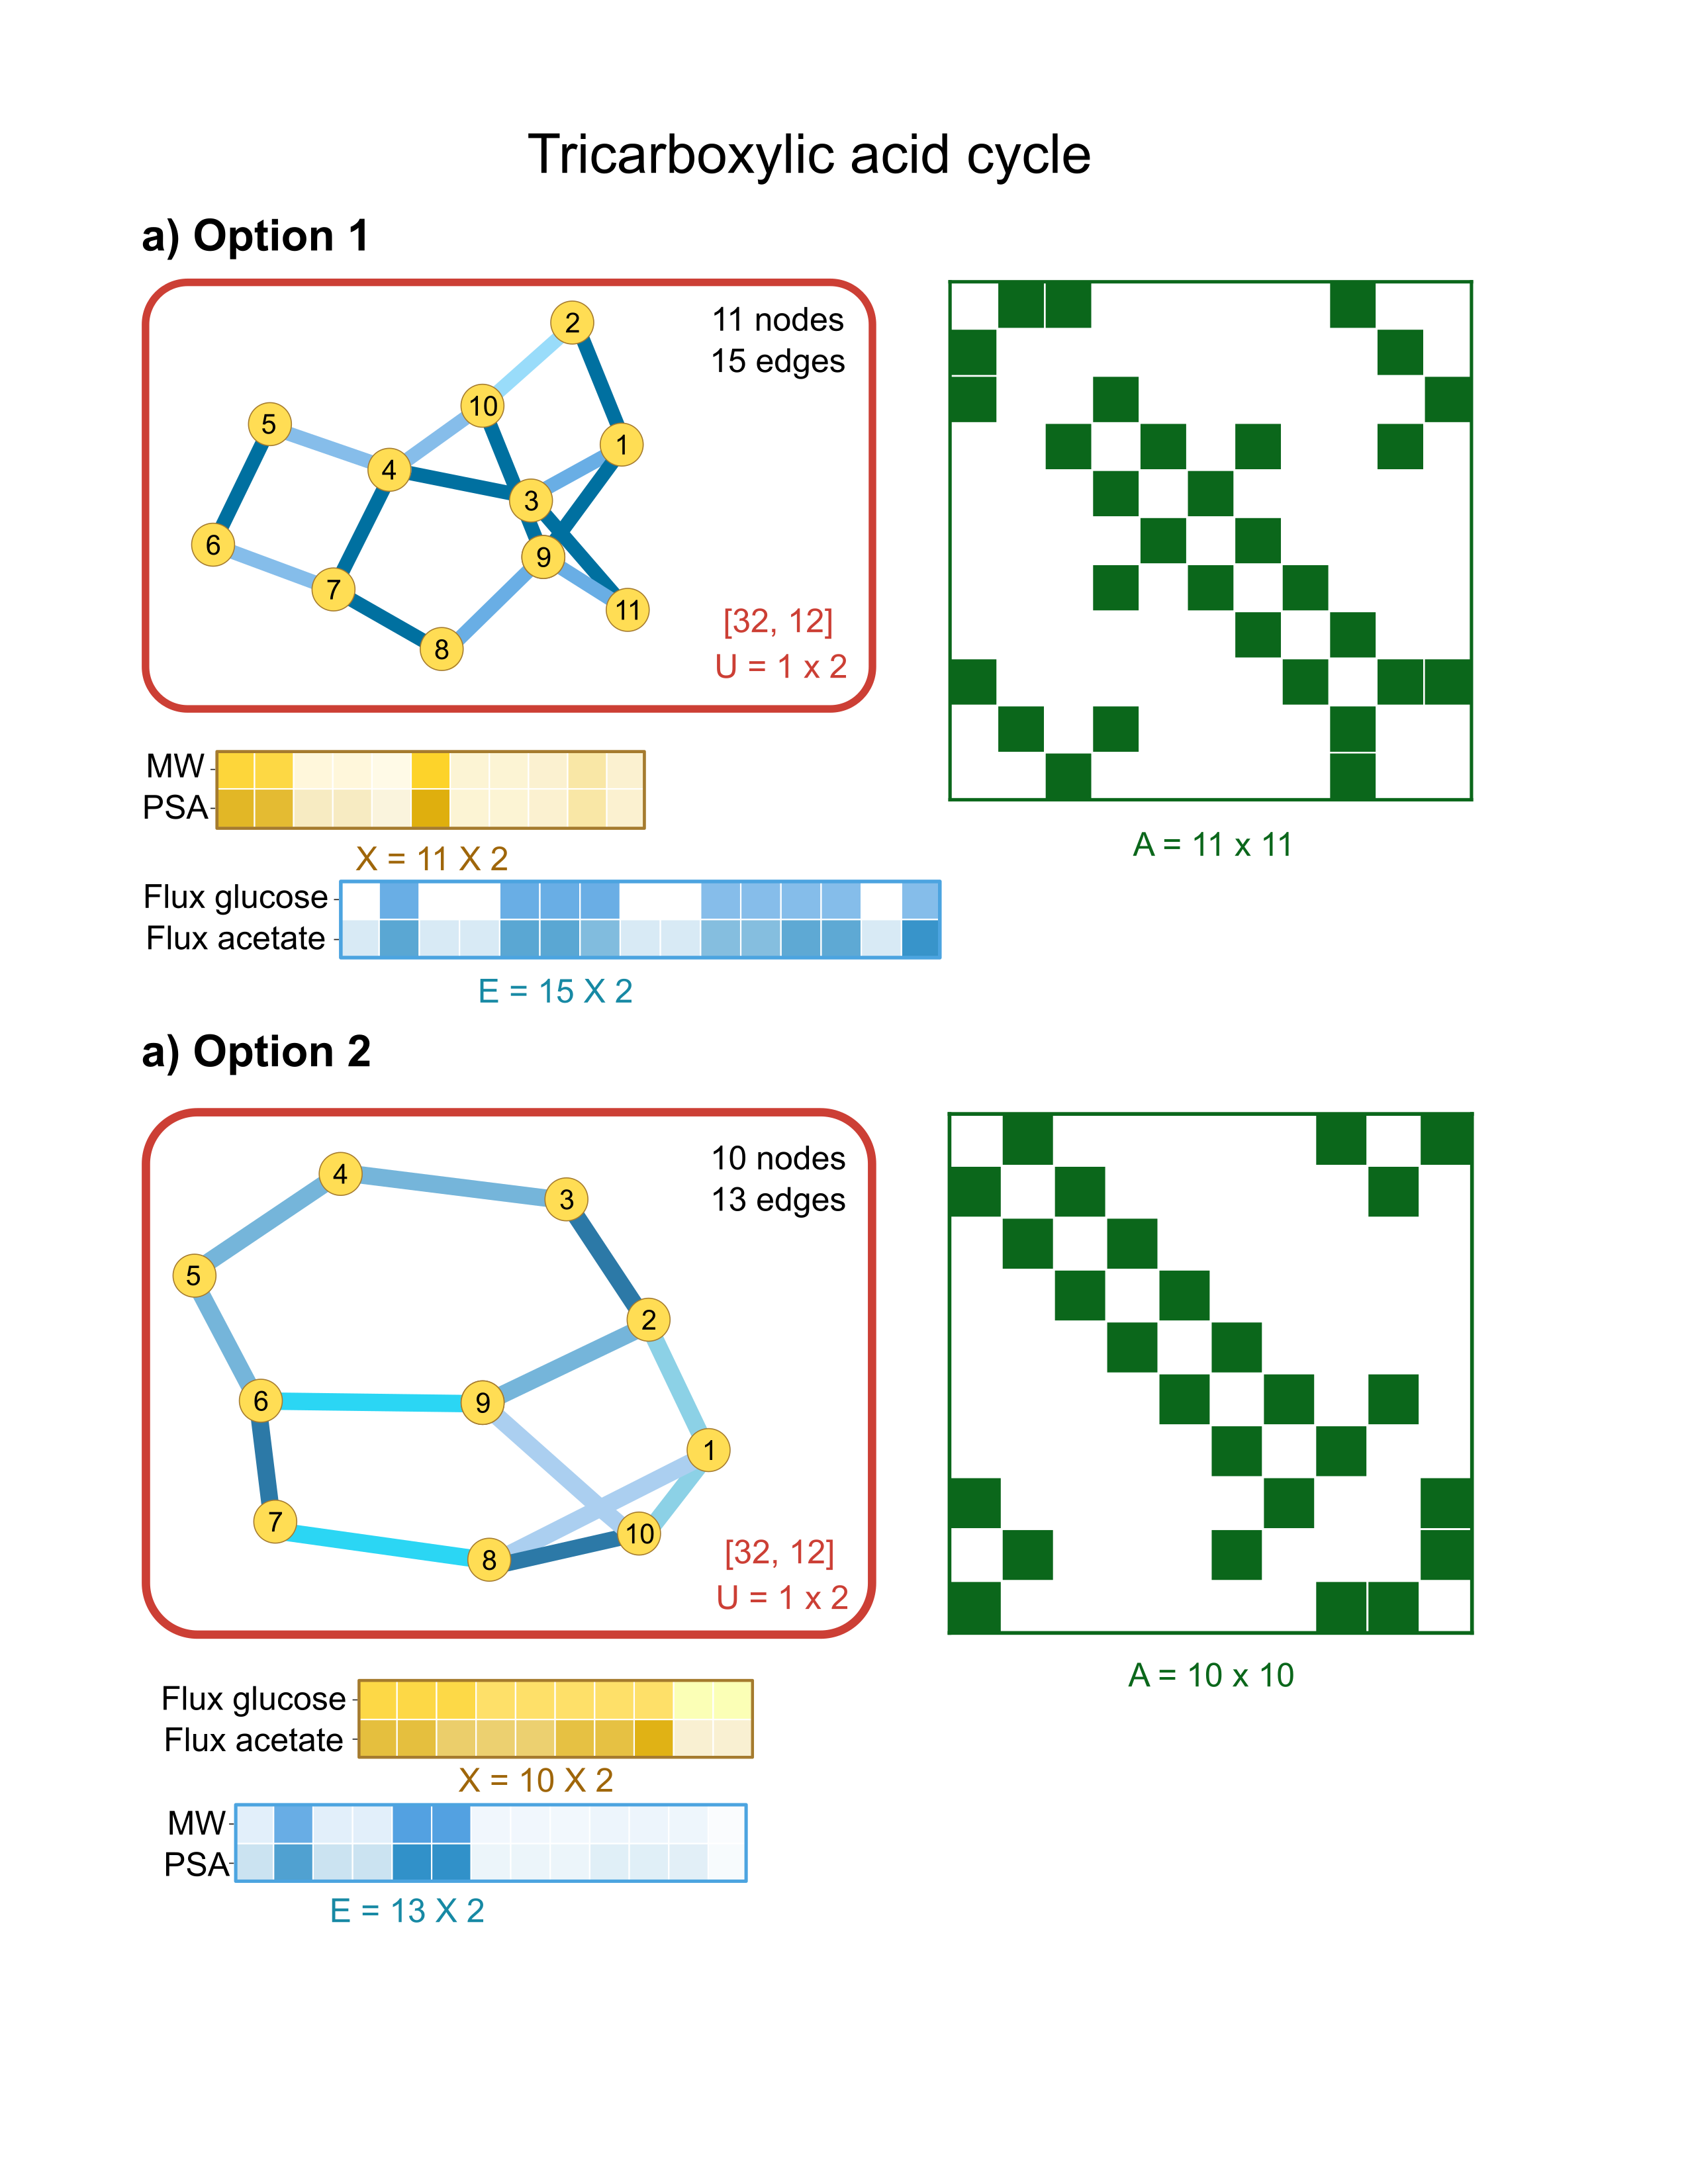 Tricarboxylic acid cycle
a) Option 1
11 nodes
15 edges
2
10
5
1
4
3
6
9
7
11
8
[32, 12]
U = 1 x 2
A = 11 x 11
MW
PSA
X = 11 X 2
Flux glucose
Flux acetate
E = 15 X 2
a) Option 2
10 nodes
13 edges
4
3
5
2
6
9
1
7
10
8
[32, 12]
U = 1 x 2
A = 10 x 10
Flux glucose
Flux acetate
X = 10 X 2
MW
PSA
E = 13 X 2